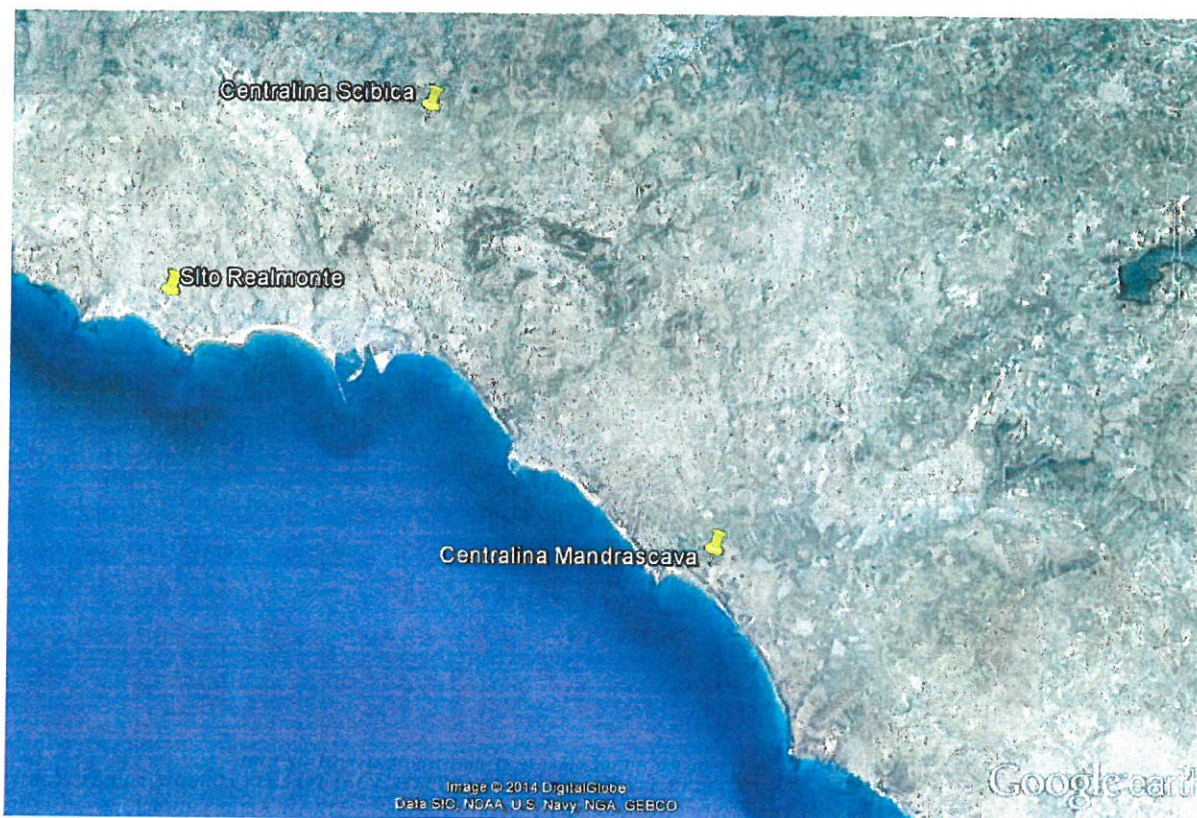 Centralina Scibica
Sito Realmonte
Centralina Mandrascava
Image © 2014 DigitalGlobe
Data SIO, NOAA, U.S. Navy, NGA, GEBCO
Google earth